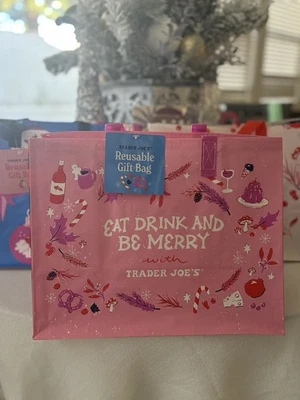 TRADER JOE'S
Reusable
Gift Bag
EAT DRINK AND
BE MERRY
with
TRADER JOE'S